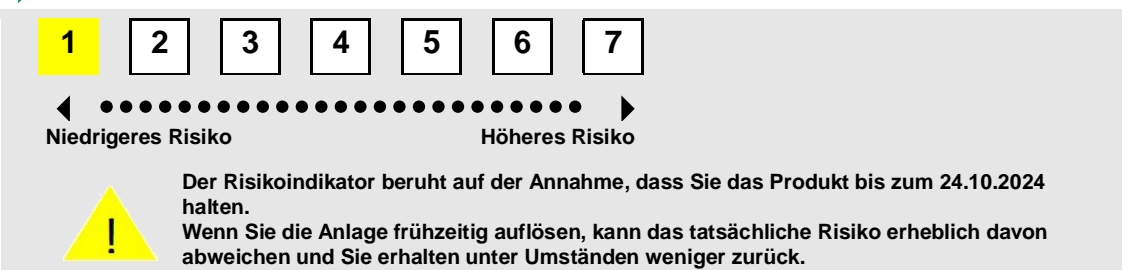 1 2 3 4 5 6 7
Niedrigeres Risiko Höheres Risiko
Der Risikoindikator beruht auf der Annahme, dass Sie das Produkt bis zum 24.10.2024
halten.
Wenn Sie die Anlage frühzeitig auflösen, kann das tatsächliche Risiko erheblich davon
abweichen und Sie erhalten unter Umständen weniger zurück.
!